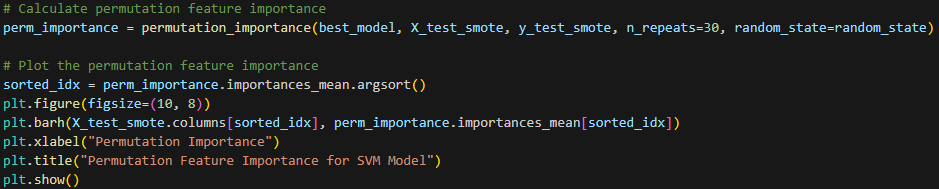 # Calculate permutation feature importance
perm_importance = permutation_importance(best_model, X_test_smote, y_test_smote, n_repeats=30, random_state=random_state)
# Plot the permutation feature importance
sorted_idx = perm_importance.importances_mean.argsort()
plt.figure(figsize=(10, 8))
plt.barh(X_test_smote.columns[sorted_idx], perm_importance.importances_mean[sorted_idx])
plt.xlabel("Permutation Importance")
plt.title("Permutation Feature Importance for SVM Model")
plt.show()